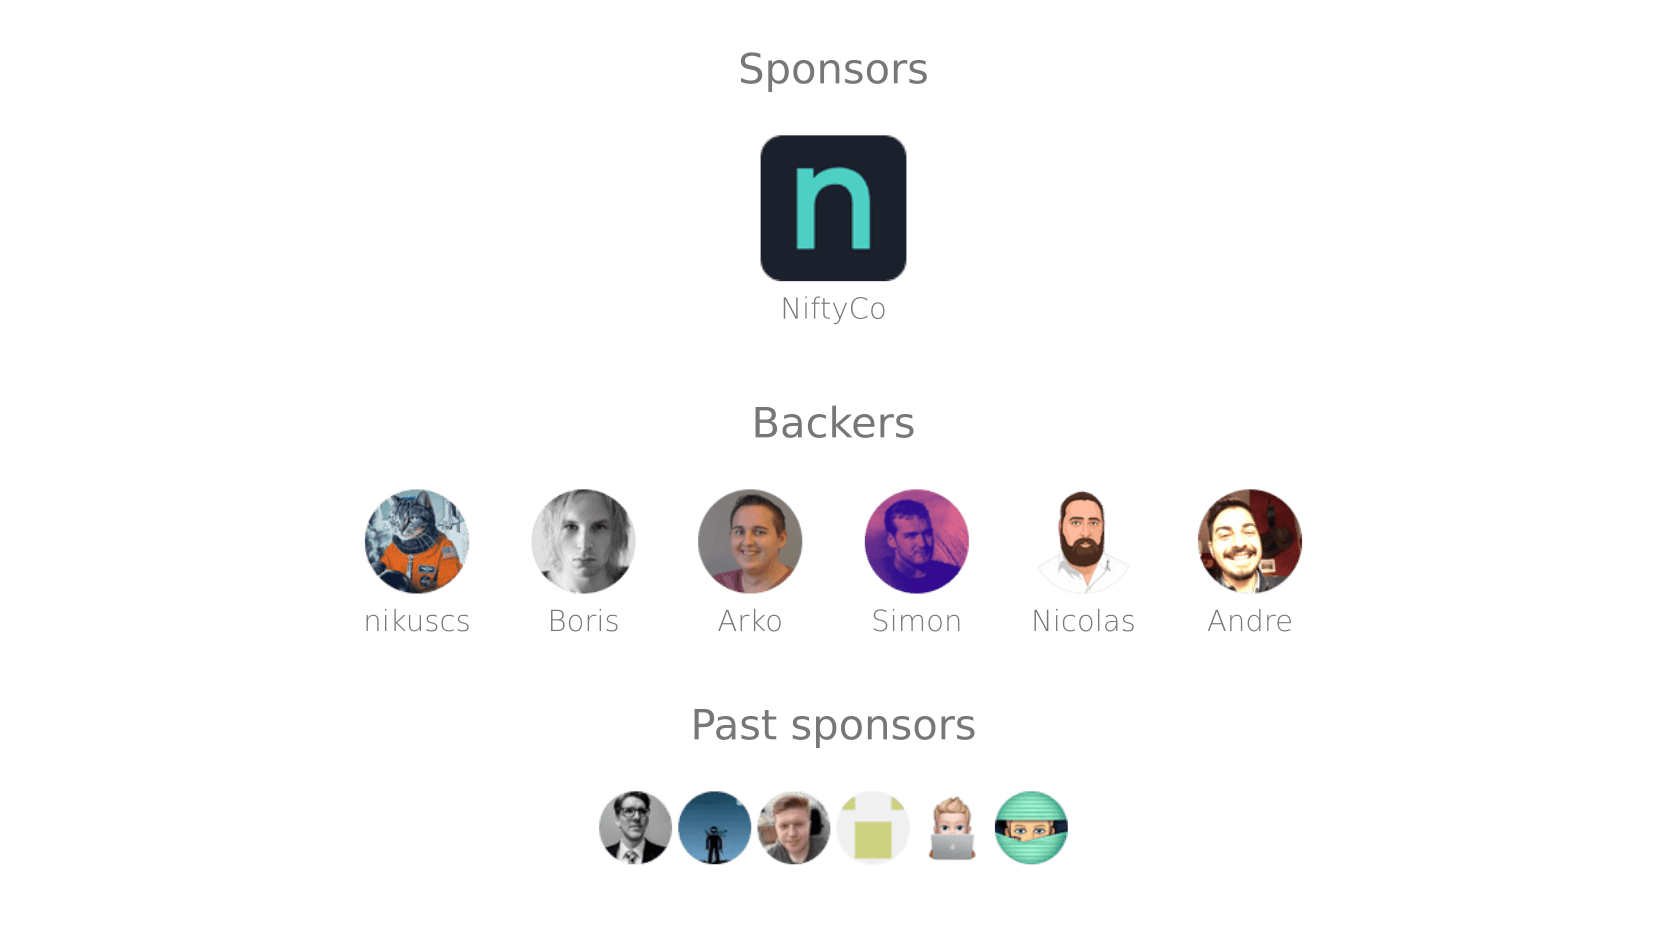 Sponsors
n
NiftyCo
Backers
nikuscs Boris Arko Simon Nicolas Andre
Past sponsors